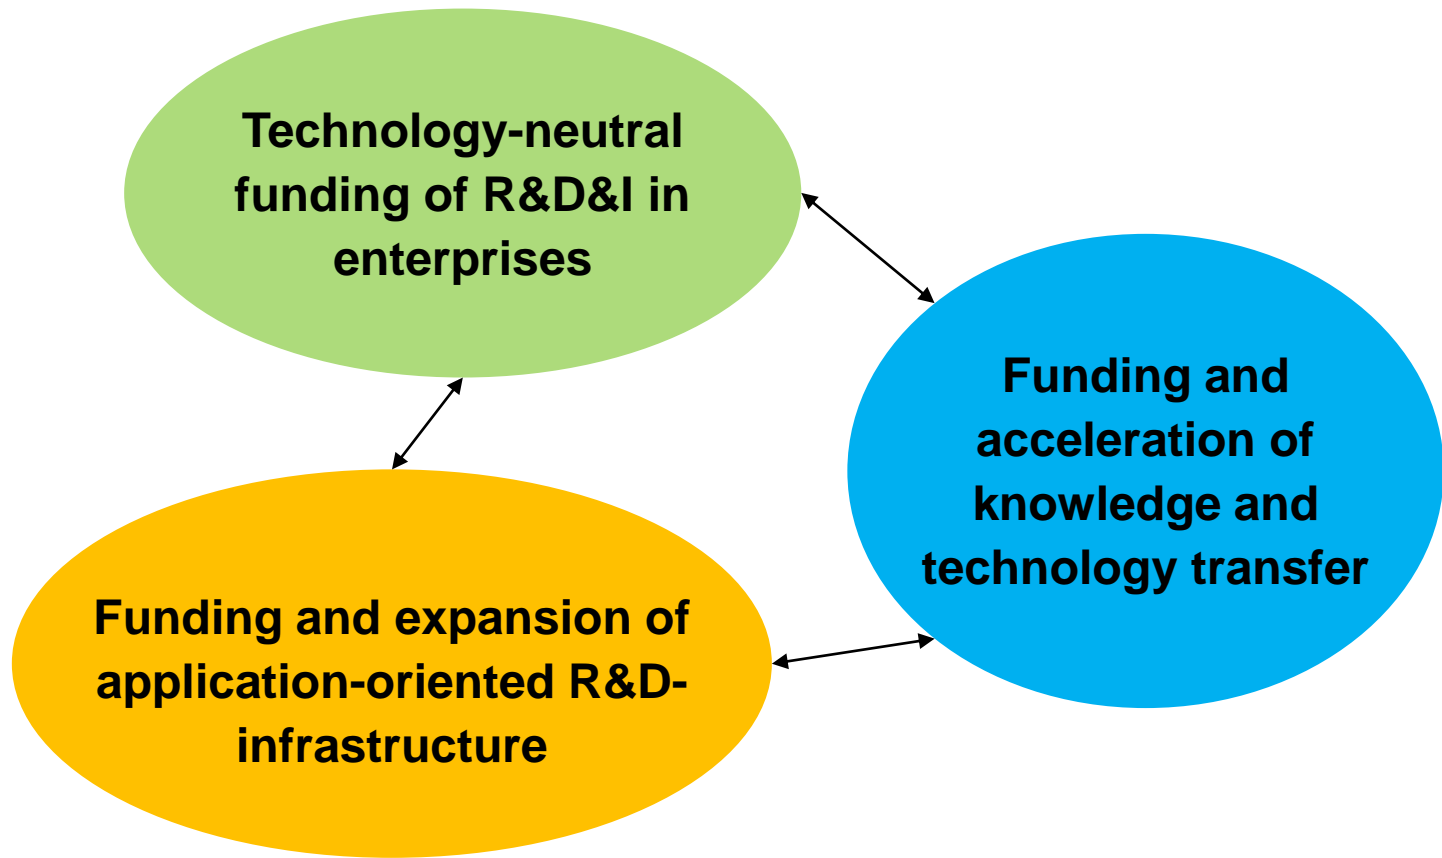 Technology-neutral
funding of R&D&I in
enterprises
Funding and
acceleration of
knowledge and
technology transfer
Funding and expansion of
application-oriented R&D-
infrastructure